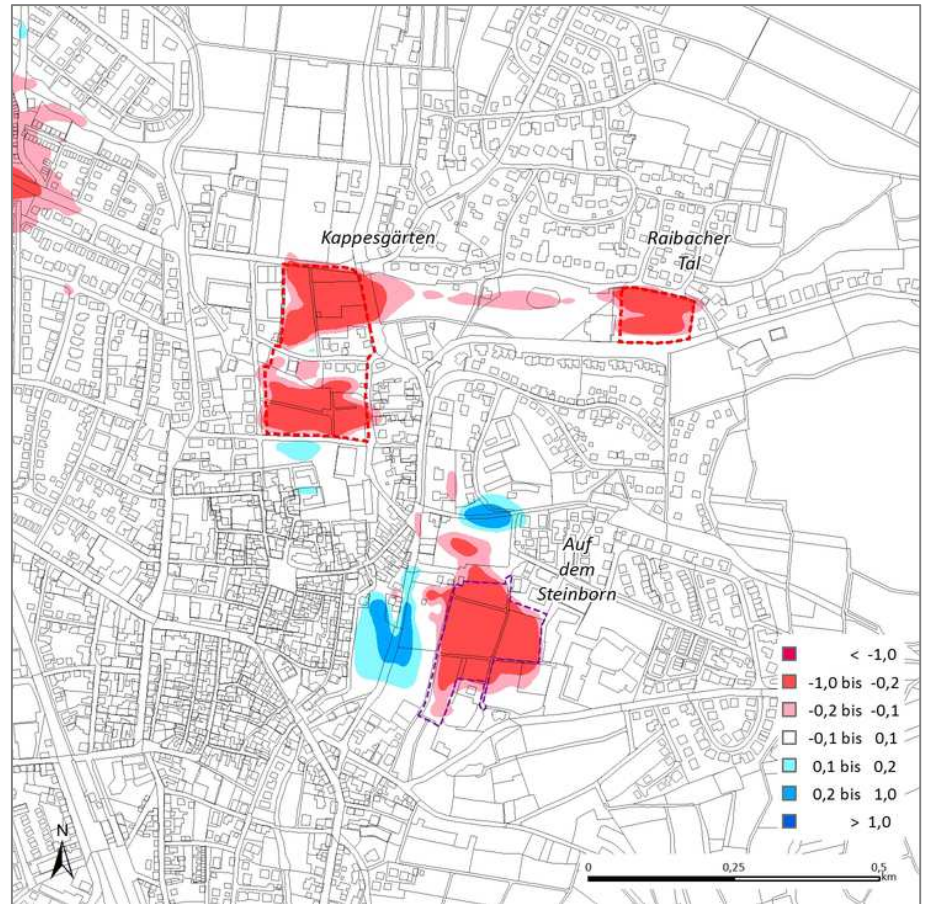 Kappesgärten
Raibacher
Tal
Auf
dem
Steinborn
< -1,0
-1,0 bis -0,2
-0,2 bis -0,1
-0,1 bis 0,1
0,1 bis 0,2
0,2 bis 1,0
> 1,0
N
0 0,25 0,5
km